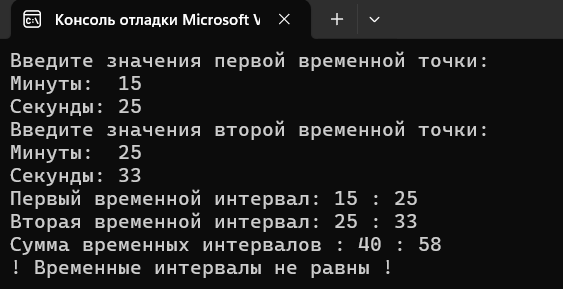 Консоль отладки Microsoft V
Введите значения первой временной точки:
Минуты:  15
Секунды: 25
Введите значения второй временной точки:
Минуты:  25
Секунды: 33
Первый временной интервал: 15 : 25
Вторая временной интервал: 25 : 33
Сумма временных интервалов : 40 : 58
! Временные интервалы не равны !